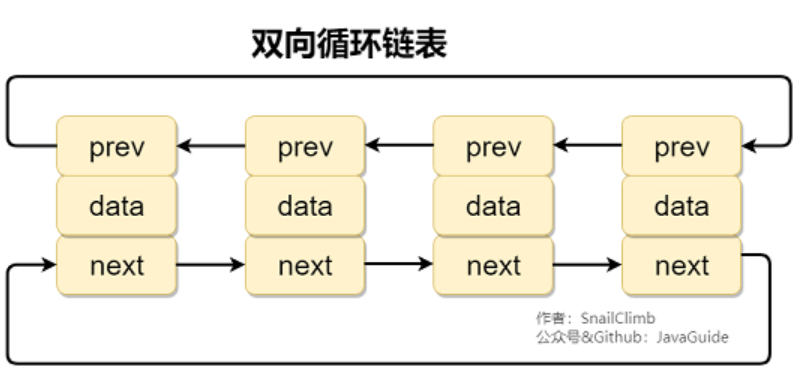 双向循环链表
prev prev prev prev
data data data data
next next next next
作者：SnailClimb
公众号&Github：JavaGuide